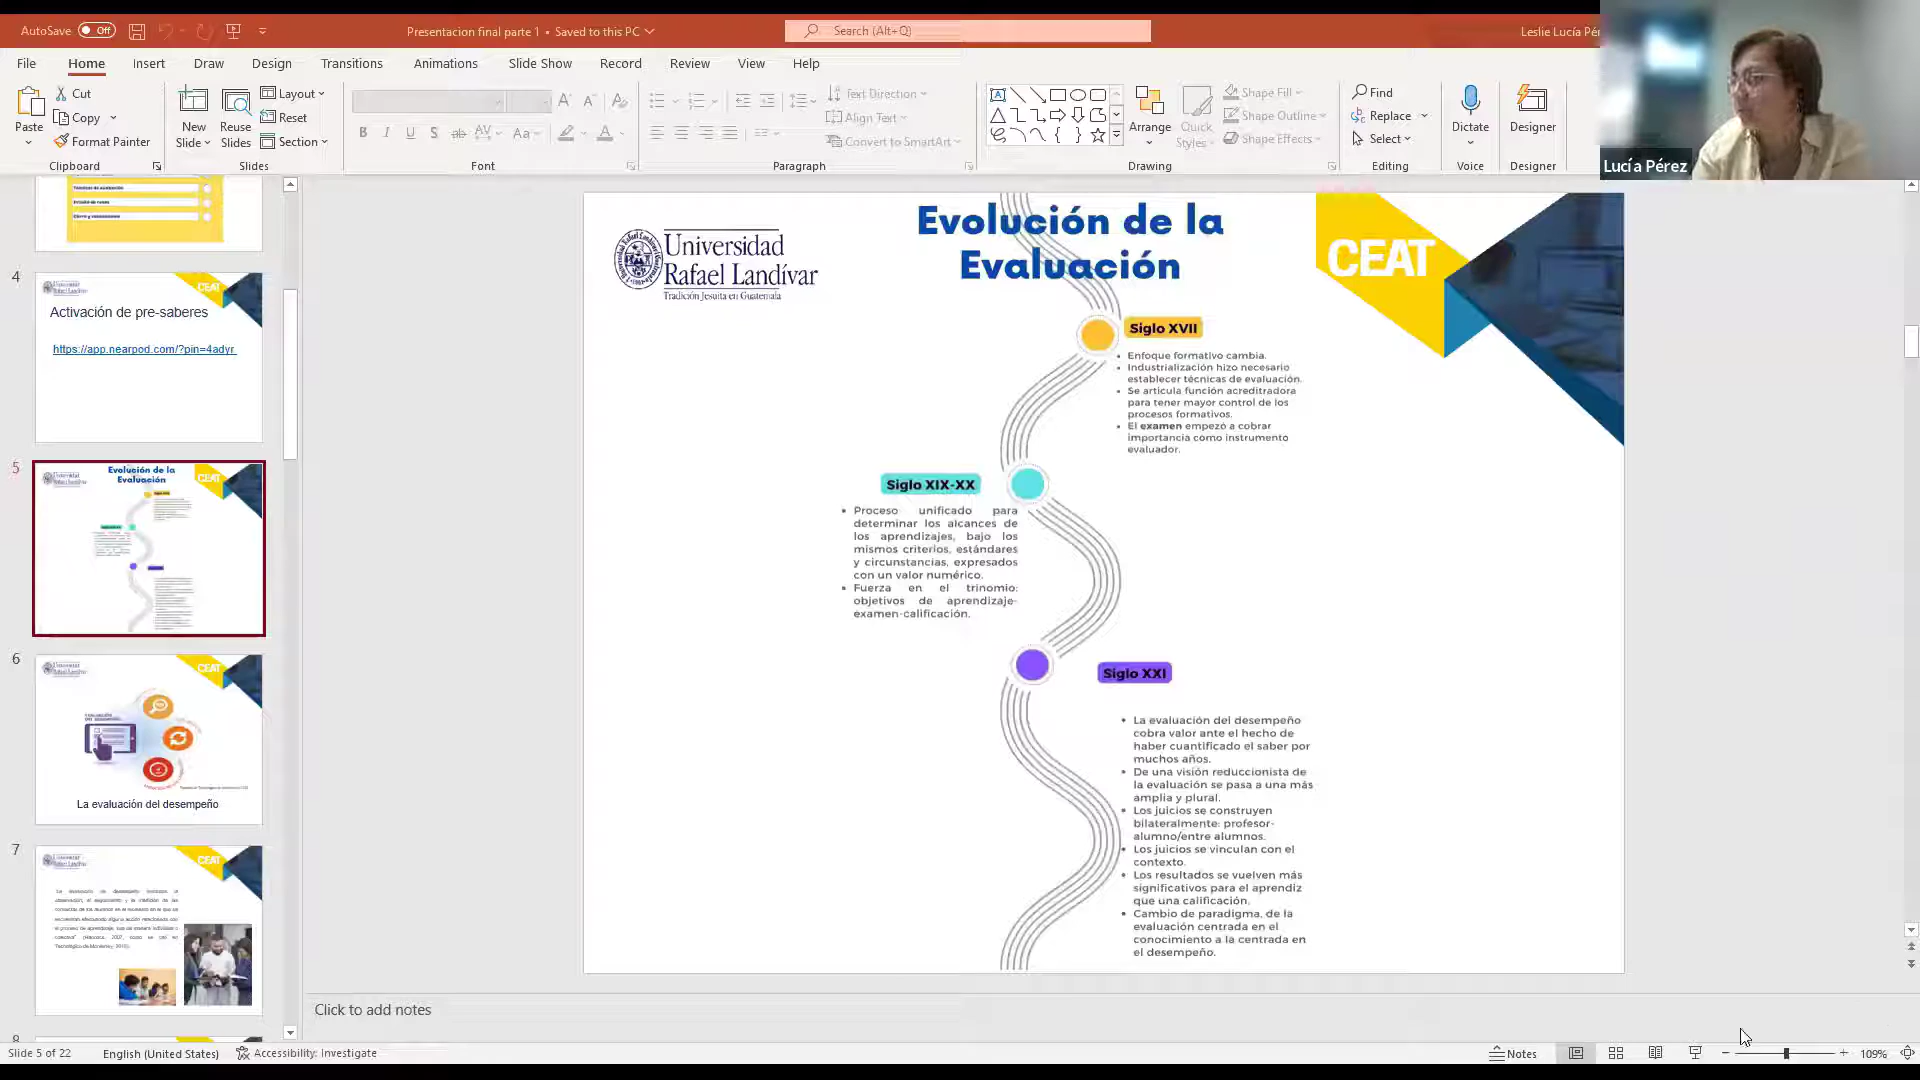 AutoSave Off
Presentacion final parte 1 • Saved to this PC
Search (Alt+Q)
Leslie Lucía Pér
File Home Insert Draw Design Transitions Animations Slide Show Record Review View Help
Paste
Cut
Copy
Format Painter
Clipboard
New Slide
Reuse Slides
Layout
Reset
Section
Slides
B I U S ab AV Aa A
Font
Text Direction
Align Text
Convert to SmartArt
Paragraph
Arrange
Quick Styles
Shape Fill
Shape Outline
Shape Effects
Drawing
Find
Replace
Select
Editing
Dictate
Voice
Designer
Designer
Lucía Pérez
4
CEAT
Activación de pre-saberes
https://app.nearpod.com/?pin=4adyr
5
Evolución de la
Evaluación
CEAT
6
CEAT
La evaluación del desempeño
7
CEAT
8
Universidad
Rafael Landívar
Tradición Jesuita en Guatemala
Evolución de la
Evaluación
CEAT
Siglo XVII
• Enfoque formativo cambia.
• Industrialización hizo necesario
establecer técnicas de evaluación.
• Se articula función acreditradora
para tener mayor control de los
procesos formativos.
• El examen empezó a cobrar
importancia como instrumento
evaluador.
Siglo XIX-XX
• Proceso unificado para
determinar los alcances de
los aprendizajes, bajo los
mismos criterios, estándares
y circunstancias, expresados
con un valor numérico.
• Fuerza en el trinomio:
objetivos de aprendizaje-
examen-calificación.
Siglo XXI
• La evaluación del desempeño
cobra valor ante el hecho de
haber cuantificado el saber por
muchos años.
• De una visión reduccionista de
la evaluación se pasa a una más
amplia y plural.
• Los juicios se construyen
bilateralmente: profesor-
alumno/entre alumnos.
• Los juicios se vinculan con el
contexto.
• Los resultados se vuelven más
significativos para el aprendiz
que una calificación.
• Cambio de paradigma, de la
evaluación centrada en el
conocimiento a la centrada en
el desempeño.
Click to add notes
Slide 5 of 22
English (United States)
Accessibility: Investigate
Notes
109%